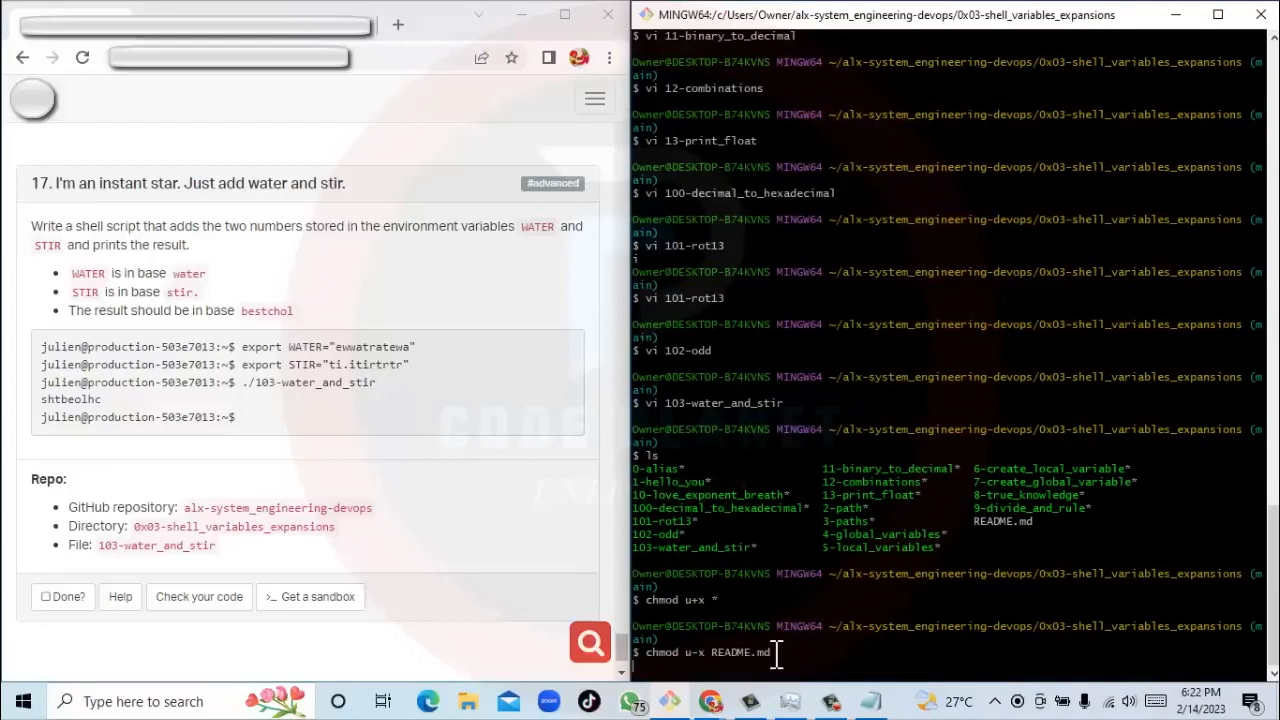 17. I'm an instant star. Just add water and stir.
#advanced
Write a shell script that adds the two numbers stored in the environment variables WATER and
STIR and prints the result.
WATER is in base water
STIR is in base stir.
The result should be in base bestchol
julien@production-503e7013:~$ export WATER="ewwatratewa"
julien@production-503e7013:~$ export STIR="ti.itirtrtr"
julien@production-503e7013:~$ ./103-water_and_stir
shtbeolhc
julien@production-503e7013:~$
Repo:
GitHub repository: alx-system_engineering-devops
Directory: 0x03-shell_variables_expansions
File: 103-water_and_stir
Done?
Help
Check your code
>_ Get a sandbox
MINGW64:/c/Users/Owner/alx-system_engineering-devops/0x03-shell_variables_expansions
$ vi 11-binary_to_decimal
Owner@DESKTOP-B74KVNS MINGW64 ~/alx-system_engineering-devops/0x03-shell_variables_expansions (m
ain)
$ vi 12-combinations
Owner@DESKTOP-B74KVNS MINGW64 ~/alx-system_engineering-devops/0x03-shell_variables_expansions (m
ain)
$ vi 13-print_float
Owner@DESKTOP-B74KVNS MINGW64 ~/alx-system_engineering-devops/0x03-shell_variables_expansions (m
ain)
$ vi 100-decimal_to_hexadecimal
Owner@DESKTOP-B74KVNS MINGW64 ~/alx-system_engineering-devops/0x03-shell_variables_expansions (m
ain)
$ vi 101-rot13
i
Owner@DESKTOP-B74KVNS MINGW64 ~/alx-system_engineering-devops/0x03-shell_variables_expansions (m
ain)
$ vi 101-rot13
Owner@DESKTOP-B74KVNS MINGW64 ~/alx-system_engineering-devops/0x03-shell_variables_expansions (m
ain)
$ vi 102-odd
Owner@DESKTOP-B74KVNS MINGW64 ~/alx-system_engineering-devops/0x03-shell_variables_expansions (m
ain)
$ vi 103-water_and_stir
Owner@DESKTOP-B74KVNS MINGW64 ~/alx-system_engineering-devops/0x03-shell_variables_expansions (m
ain)
$ ls
0-alias* 11-binary_to_decimal* 6-create_local_variable*
1-hello_you* 12-combinations* 7-create_global_variable*
10-love_exponent_breath* 13-print_float* 8-true_knowledge*
100-decimal_to_hexadecimal* 2-path* 9-divide_and_rule*
101-rot13* 3-paths* README.md
102-odd* 4-global_variables*
103-water_and_stir* 5-local_variables*
Owner@DESKTOP-B74KVNS MINGW64 ~/alx-system_engineering-devops/0x03-shell_variables_expansions (m
ain)
$ chmod u+x *
Owner@DESKTOP-B74KVNS MINGW64 ~/alx-system_engineering-devops/0x03-shell_variables_expansions (m
ain)
$ chmod u-x README.md
Type here to search
zoom
75
27°C
6:22 PM
2/14/2023
8